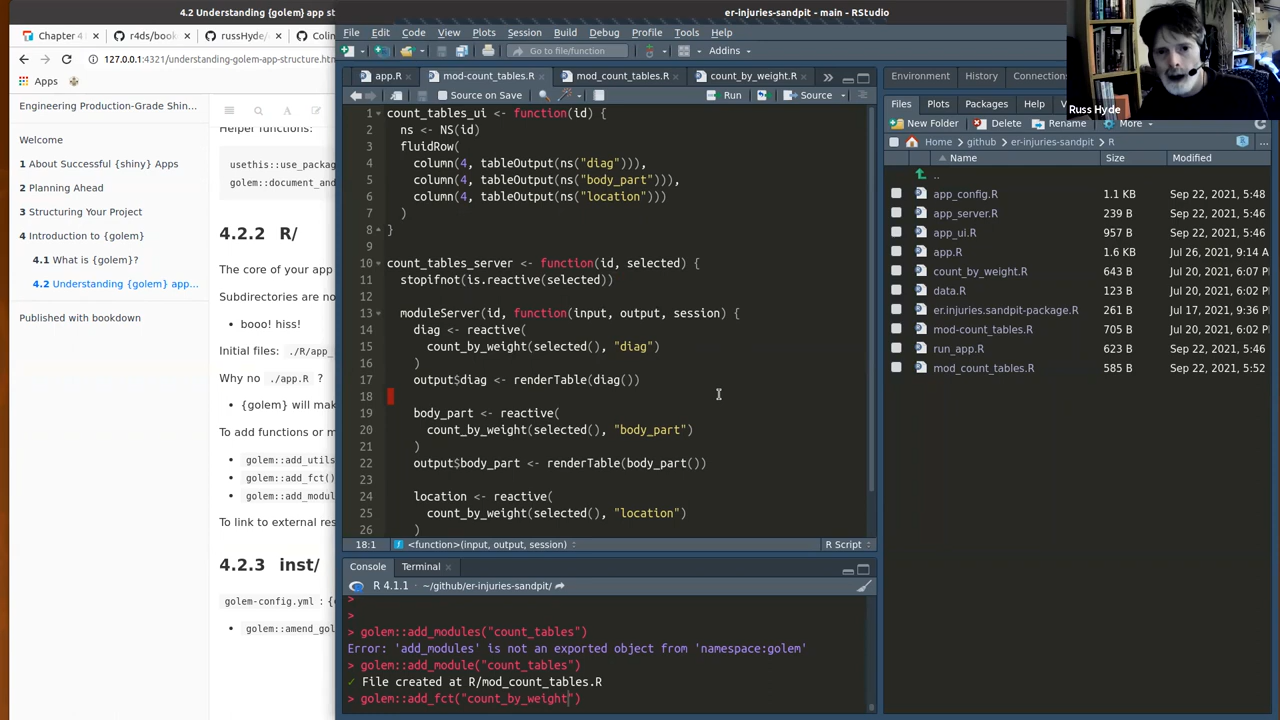 4.2 Understanding {golem} app st
er-injuries-sandpit - main - RStudio
Chapter 4
r4ds/book
russHyde/
Colin
127.0.0.1:4321/understanding-golem-app-structure.htm
Apps
Engineering Production-Grade Shin...
Welcome
1 About Successful {shiny} Apps
2 Planning Ahead
3 Structuring Your Project
4 Introduction to {golem}
4.1 What is {golem}?
4.2 Understanding {golem} app...
Published with bookdown
Helper functions:
usethis::use_packag
golem::document_and
4.2.2 R/
The core of your app
Subdirectories are no
• booo! hiss!
Initial files: ./R/app_
Why no ./app.R ?
• {golem} will mak
To add functions or m
• golem::add_utils
• golem::add_fct()
• golem::add_modul
To link to external res
4.2.3 inst/
golem-config.yml : {g
• golem::amend_gol
File Edit Code View Plots Session Build Debug Profile Tools Help
Go to file/function
Addins
app.R
mod-count_tables.R
mod_count_tables.R
count_by_weight.R
Source on Save
Run
Source
1 count_tables_ui <- function(id) {
2 ns <- NS(id)
3 fluidRow(
4 column(4, tableOutput(ns("diag"))),
5 column(4, tableOutput(ns("body_part"))),
6 column(4, tableOutput(ns("location")))
7 )
8 }
9
10 count_tables_server <- function(id, selected) {
11 stopifnot(is.reactive(selected))
12
13 moduleServer(id, function(input, output, session) {
14 diag <- reactive(
15 count_by_weight(selected(), "diag")
16 )
17 output$diag <- renderTable(diag())
18
19 body_part <- reactive(
20 count_by_weight(selected(), "body_part")
21 )
22 output$body_part <- renderTable(body_part())
23
24 location <- reactive(
25 count_by_weight(selected(), "location")
26 )
18:1 <function>(input, output, session) R Script
Console Terminal
R 4.1.1 · ~/github/er-injuries-sandpit/
>
>
> golem::add_modules("count_tables")
Error: 'add_modules' is not an exported object from 'namespace:golem'
> golem::add_module("count_tables")
✓ File created at R/mod_count_tables.R
> golem::add_fct("count_by_weight")
Environment History Connections
Files Plots Packages Help
New Folder Delete Rename More
Home github er-injuries-sandpit R
Name Size Modified
..
app_config.R 1.1 KB Sep 22, 2021, 5:48
app_server.R 239 B Sep 22, 2021, 5:48
app_ui.R 957 B Sep 22, 2021, 5:48
app.R 1.6 KB Jul 26, 2021, 9:14 A
count_by_weight.R 643 B Jul 20, 2021, 6:07
data.R 123 B Jul 20, 2021, 6:02
er.injuries.sandpit-package.R 261 B Jul 17, 2021, 9:36 P
mod-count_tables.R 705 B Jul 20, 2021, 6:02
run_app.R 623 B Sep 22, 2021, 5:46
mod_count_tables.R 585 B Sep 22, 2021, 5:52
Russ Hyde